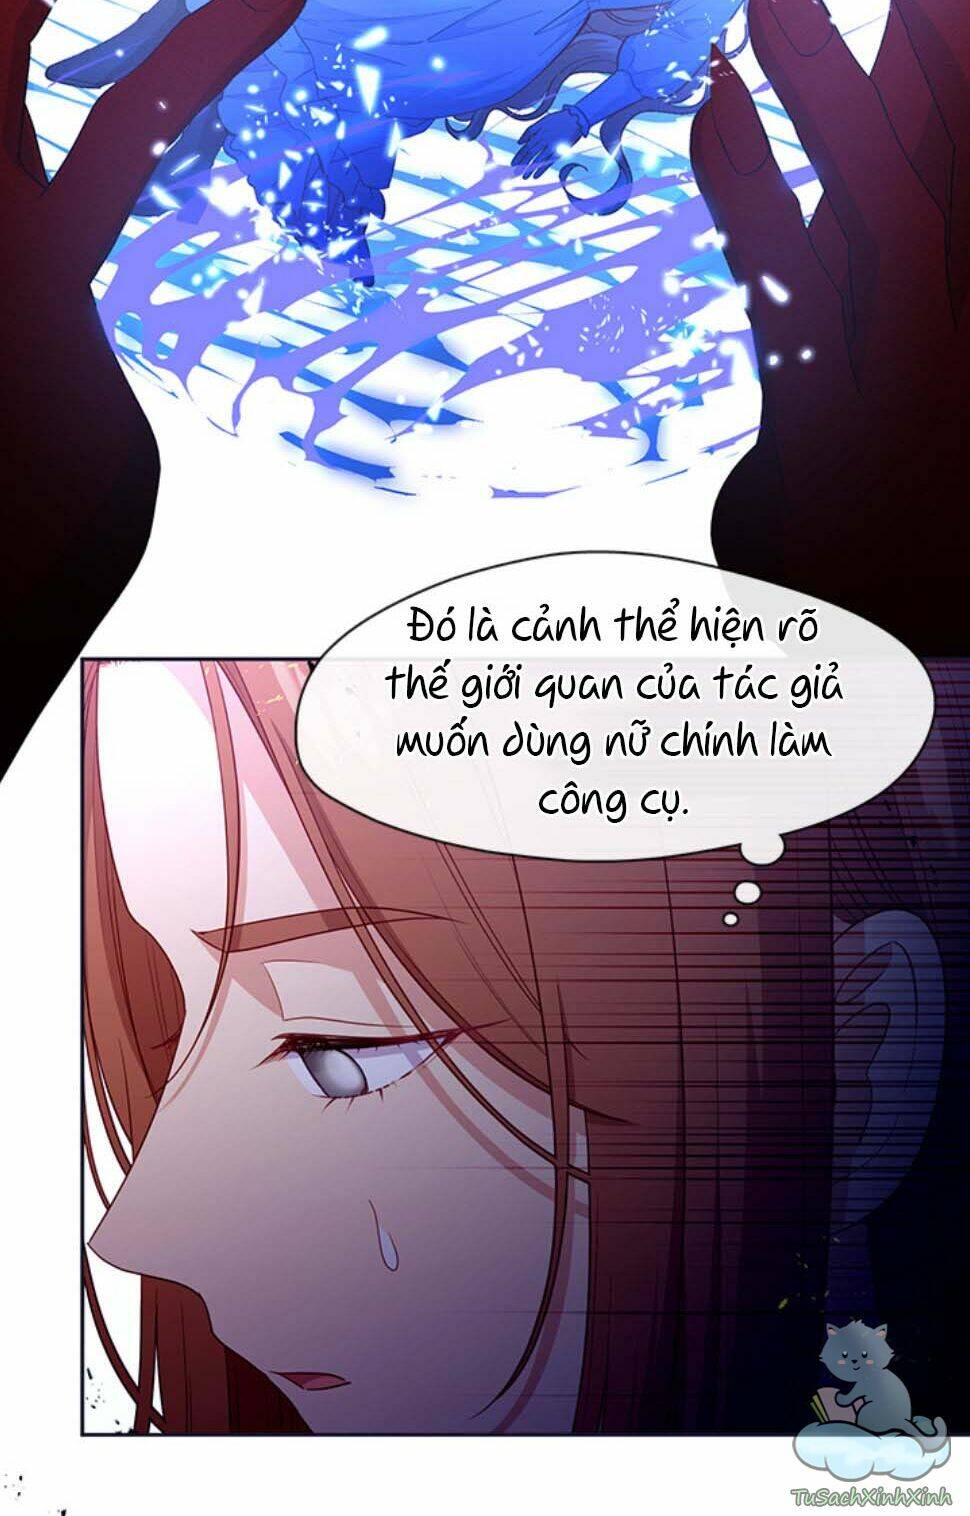 Đó là cảnh thể hiện rõ
thế giới quan của tác giả
muốn dùng nữ chính làm
công cụ.
TuSachXinhXinh